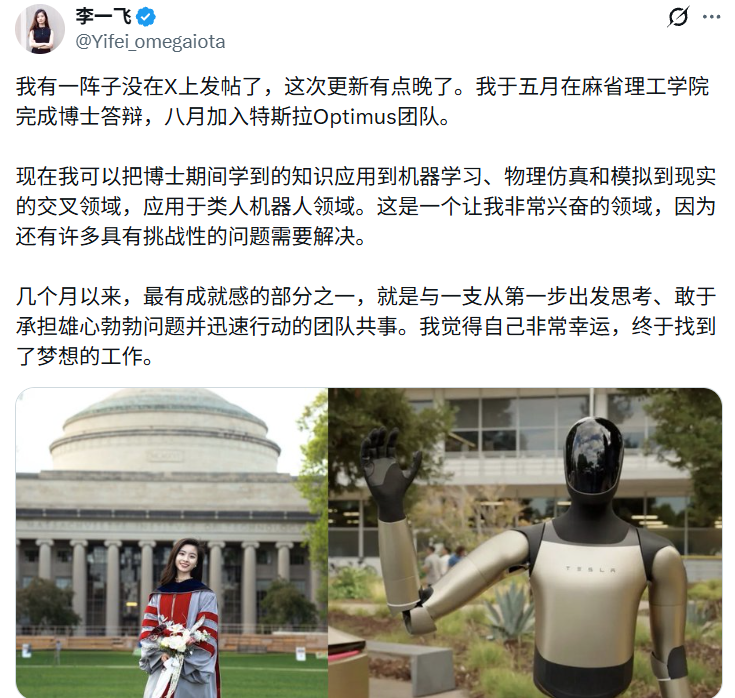 李一飞
@Yifei_omegaiota
我有一阵子没在X上发帖了，这次更新有点晚了。我于五月在麻省理工学院
完成博士答辩，八月加入特斯拉Optimus团队。
现在我可以把博士期间学到的知识应用到机器学习、物理仿真和模拟到现实
的交叉领域，应用于类人机器人领域。这是一个让我非常兴奋的领域，因为
还有许多具有挑战性的问题需要解决。
几个月以来，最有成就感的部分之一，就是与一支从第一步出发思考、敢于
承担雄心勃勃问题并迅速行动的团队共事。我觉得自己非常幸运，终于找到
了梦想的工作。
TESLA